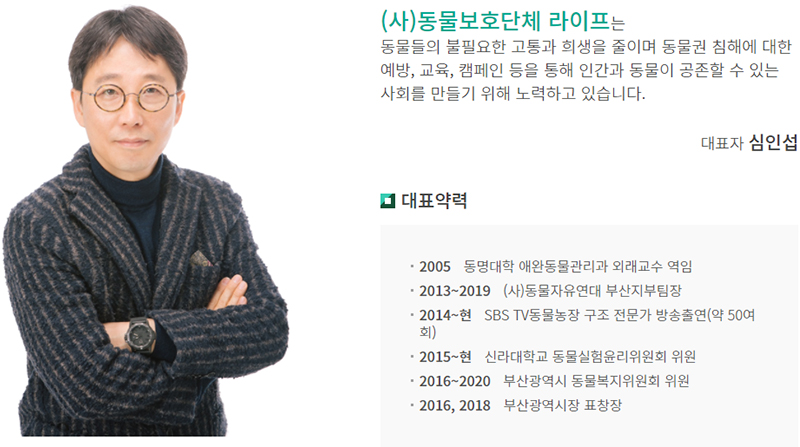 (사)동물보호단체 라이프는
동물들의 불필요한 고통과 희생을 줄이며 동물권 침해에 대한
예방, 교육, 캠페인 등을 통해 인간과 동물이 공존할 수 있는
사회를 만들기 위해 노력하고 있습니다.
대표자 심인섭
대표약력
· 2005 동명대학 애완동물관리과 외래교수 역임
· 2013~2019 (사)동물자유연대 부산지부팀장
· 2014~현 SBS TV동물농장 구조 전문가 방송출연(약 50여
회)
· 2015~현 신라대학교 동물실험윤리위원회 위원
· 2016~2020 부산광역시 동물복지위원회 위원
· 2016, 2018 부산광역시장 표창장